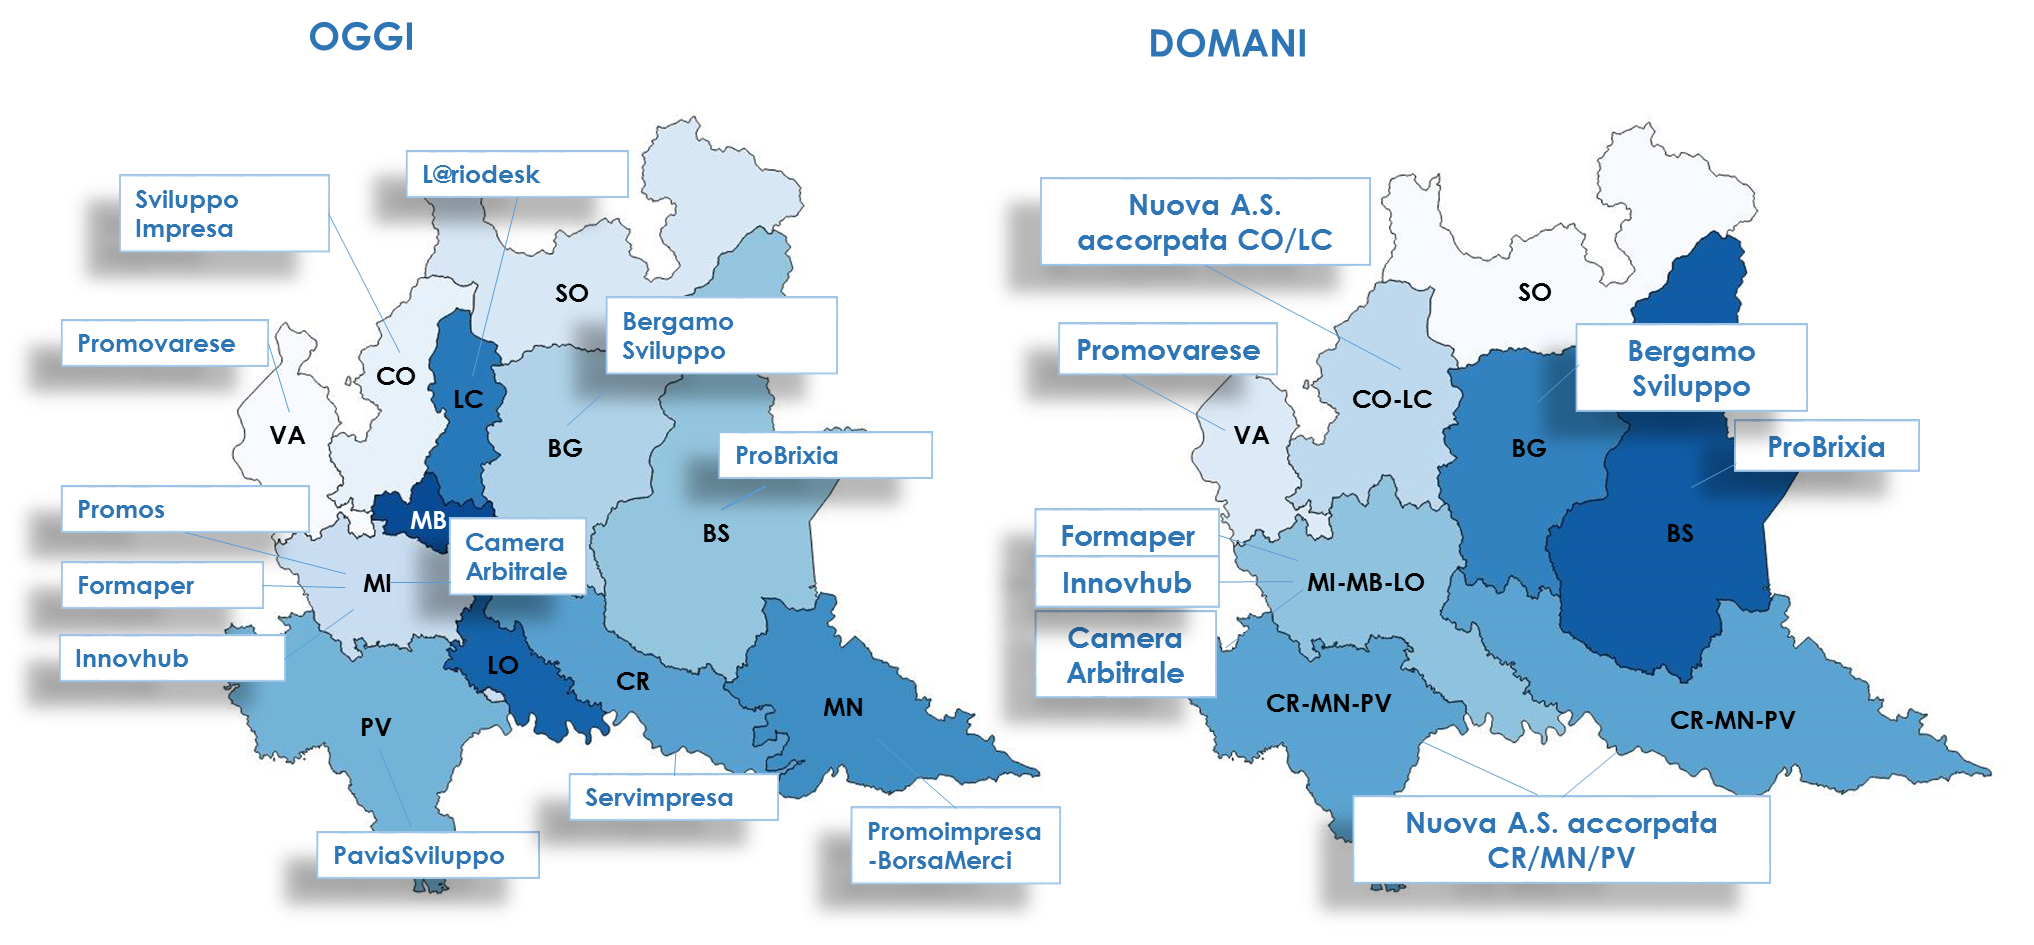 OGGI
L@riodesk
Sviluppo
Impresa
SO
Bergamo
Sviluppo
Promovarese
CO
LC
VA
BG
ProBrixia
Promos
MB
BS
Camera
Arbitrale
Formaper
MI
Innovhub
LO
CR
MN
PV
Servimpresa
Promoimpresa
-BorsaMerci
PaviaSviluppo
DOMANI
Nuova A.S.
accorpata CO/LC
SO
Promovarese
Bergamo
Sviluppo
CO-LC
VA
BG
ProBrixia
Formaper
BS
Innovhub
MI-MB-LO
Camera
Arbitrale
CR-MN-PV
CR-MN-PV
Nuova A.S. accorpata
CR/MN/PV